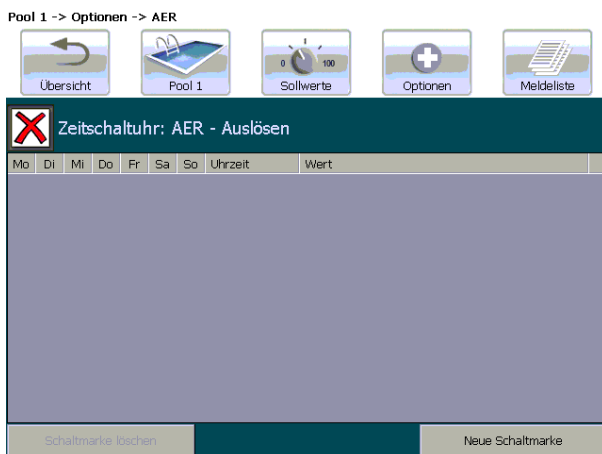 Pool 1 -> Optionen -> AER
Übersicht Pool 1 0 100 Sollwerte Optionen Meldeliste
Zeitschaltuhr: AER - Auslösen
Mo Di Mi Do Fr Sa So Uhrzeit Wert
Schaltmarke löschen Neue Schaltmarke